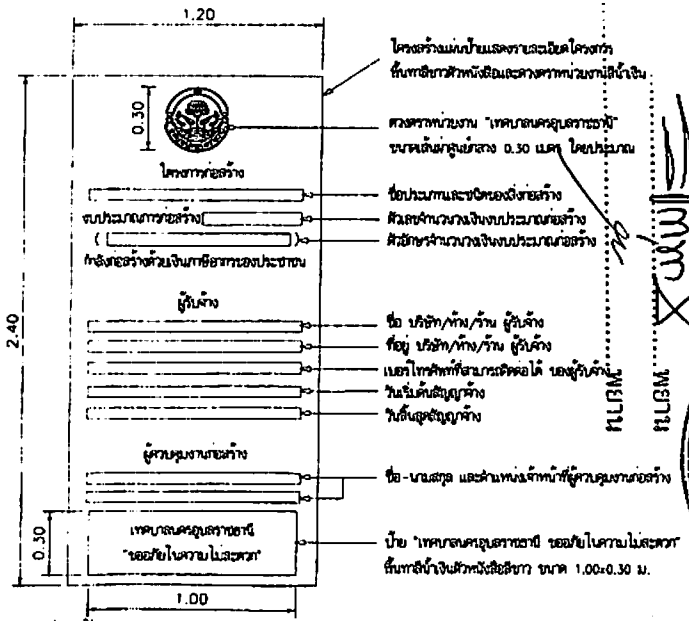 1.20
โครงสร้างแผ่นป้ายแสดงรายละเอียดโครงการ
พื้นทาสีขาวตัวหนังสือและดวงตราหน่วยงานสีน้ำเงิน
0.30
ดวงตราหน่วยงาน "เทศบาลนครอุบลราชธานี"
ขนาดเส้นผ่าศูนย์กลาง 0.30 เมตร โดยประมาณ
โครงการก่อสร้าง
ชื่อประเภทและชนิดของสิ่งก่อสร้าง
งบประมาณการก่อสร้าง
ตัวเลขจำนวนวงเงินงบประมาณก่อสร้าง
( )
ตัวอักษรจำนวนวงเงินงบประมาณก่อสร้าง
กำลังก่อสร้างด้วยเงินภาษีอากรของประชาชน
2.40
ผู้รับจ้าง
ชื่อ บริษัท/ห้าง/ร้าน ผู้รับจ้าง
ที่อยู่ บริษัท/ห้าง/ร้าน ผู้รับจ้าง
เบอร์โทรศัพท์ที่สามารถติดต่อได้ ของผู้รับจ้าง
วันเริ่มต้นสัญญาจ้าง
วันสิ้นสุดสัญญาจ้าง
ผู้ควบคุมงานก่อสร้าง
ชื่อ-นามสกุล และตำแหน่งเจ้าหน้าที่ผู้ควบคุมงานก่อสร้าง
0.30
เทศบาลนครอุบลราชธานี
"ขออภัยในความไม่สะดวก"
ป้าย "เทศบาลนครอุบลราชธานี ขออภัยในความไม่สะดวก"
พื้นทาสีน้ำเงินตัวหนังสือสีขาว ขนาด 1.00x0.30 ม.
1.00
พยาน
พยาน